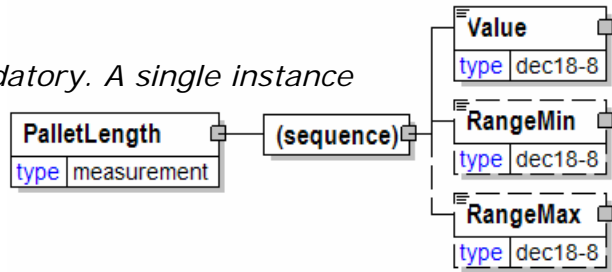 Value
type dec18-8
datory. A single instance
RangeMin
type dec18-8
PalletLength
type measurement
(sequence)
RangeMax
type dec18-8